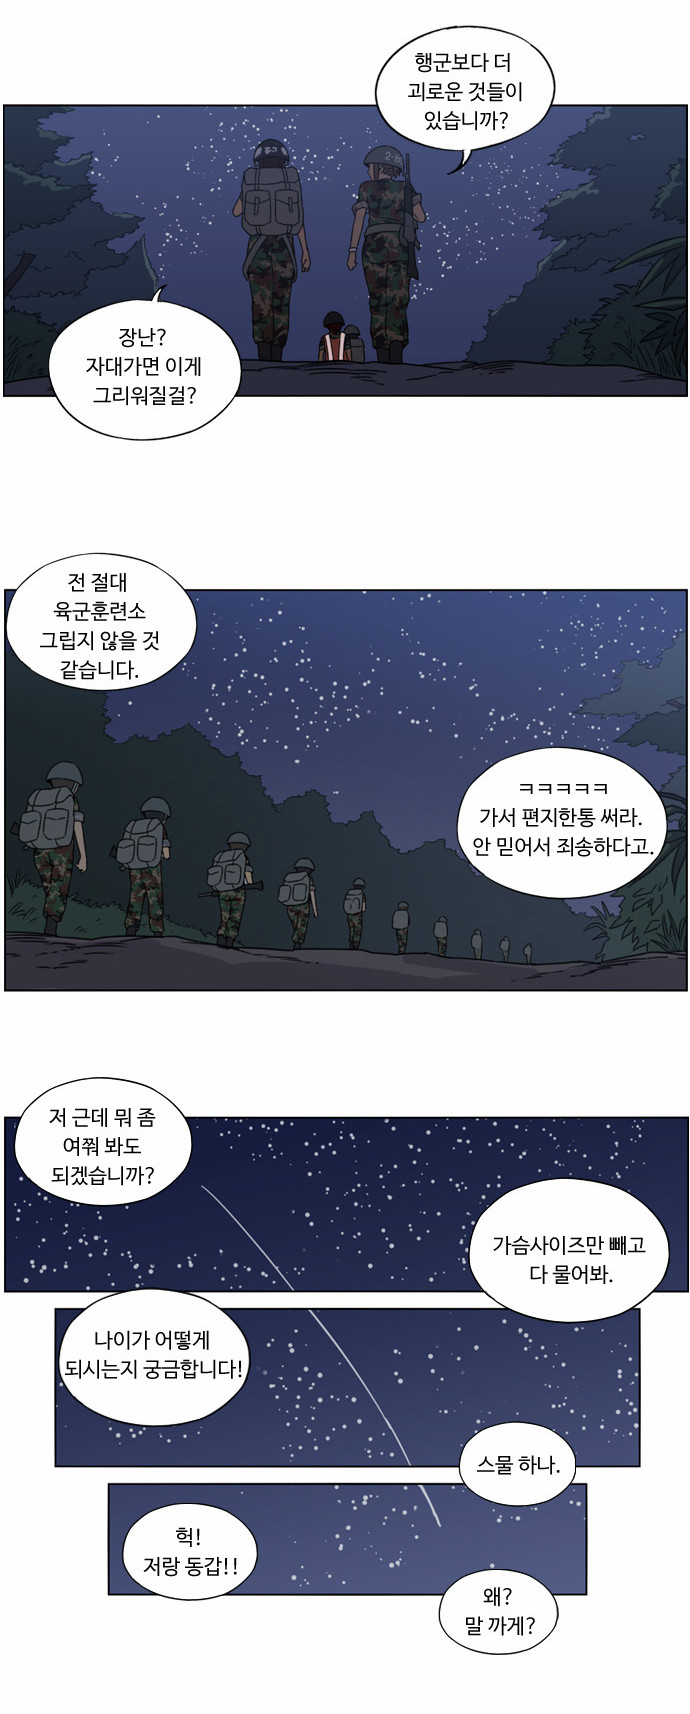 행군보다 더
괴로운 것들이
있습니까?
2-8
장난?
자대가면 이게
그리워질걸?
전 절대
육군훈련소
그립지 않을 것
같습니다.
ㅋㅋㅋㅋㅋ
가서 편지한통 써라.
안 믿어서 죄송하다고.
저 근데 뭐 좀
여쭤 봐도
되겠습니까?
가슴사이즈만 빼고
다 물어봐.
나이가 어떻게
되시는지 궁금합니다!
스물 하나.
헉!
저랑 동갑!!
왜?
말 까게?